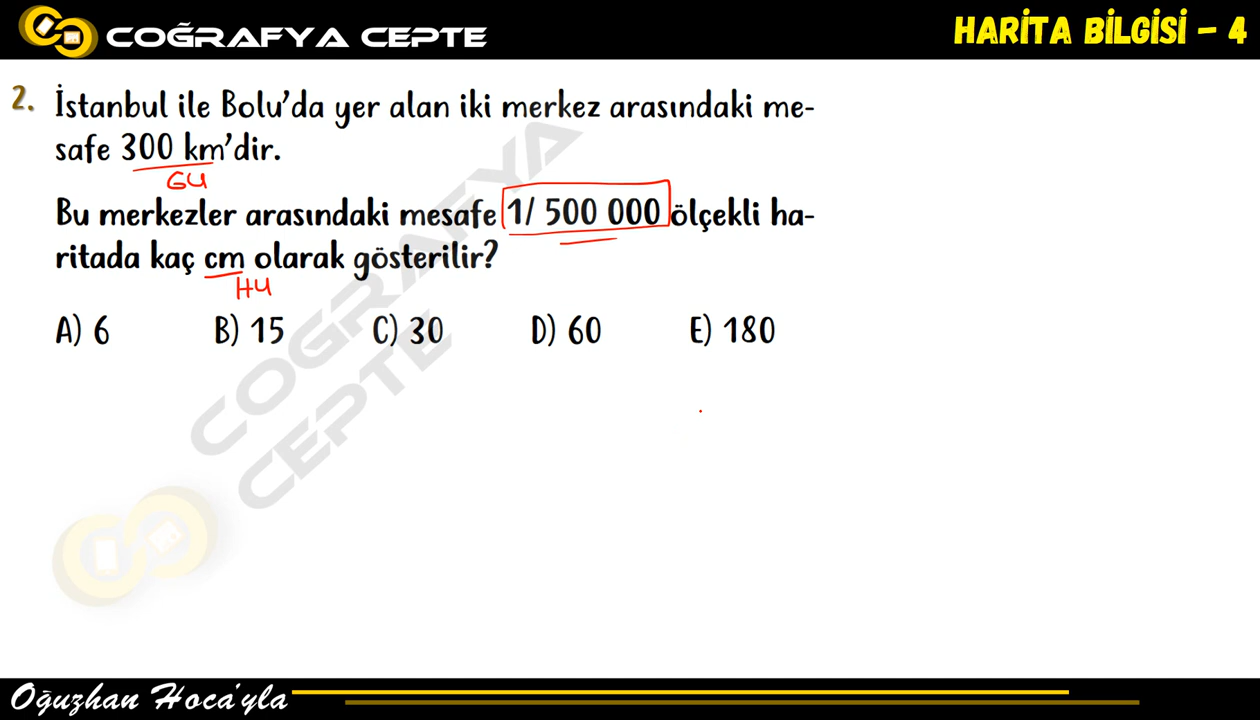 COĞRAFYA CEPTE
HARİTA BİLGİSİ – 4
2. İstanbul ile Bolu'da yer alan iki merkez arasındaki me-
safe 300 km'dir.
GU
Bu merkezler arasındaki mesafe 1/ 500 000 ölçekli ha-
ritada kaç cm olarak gösterilir?
HU
A) 6 B) 15 C) 30 D) 60 E) 180
COĞRAFYA
CEPTE
Oğuzhan Hoca'yla